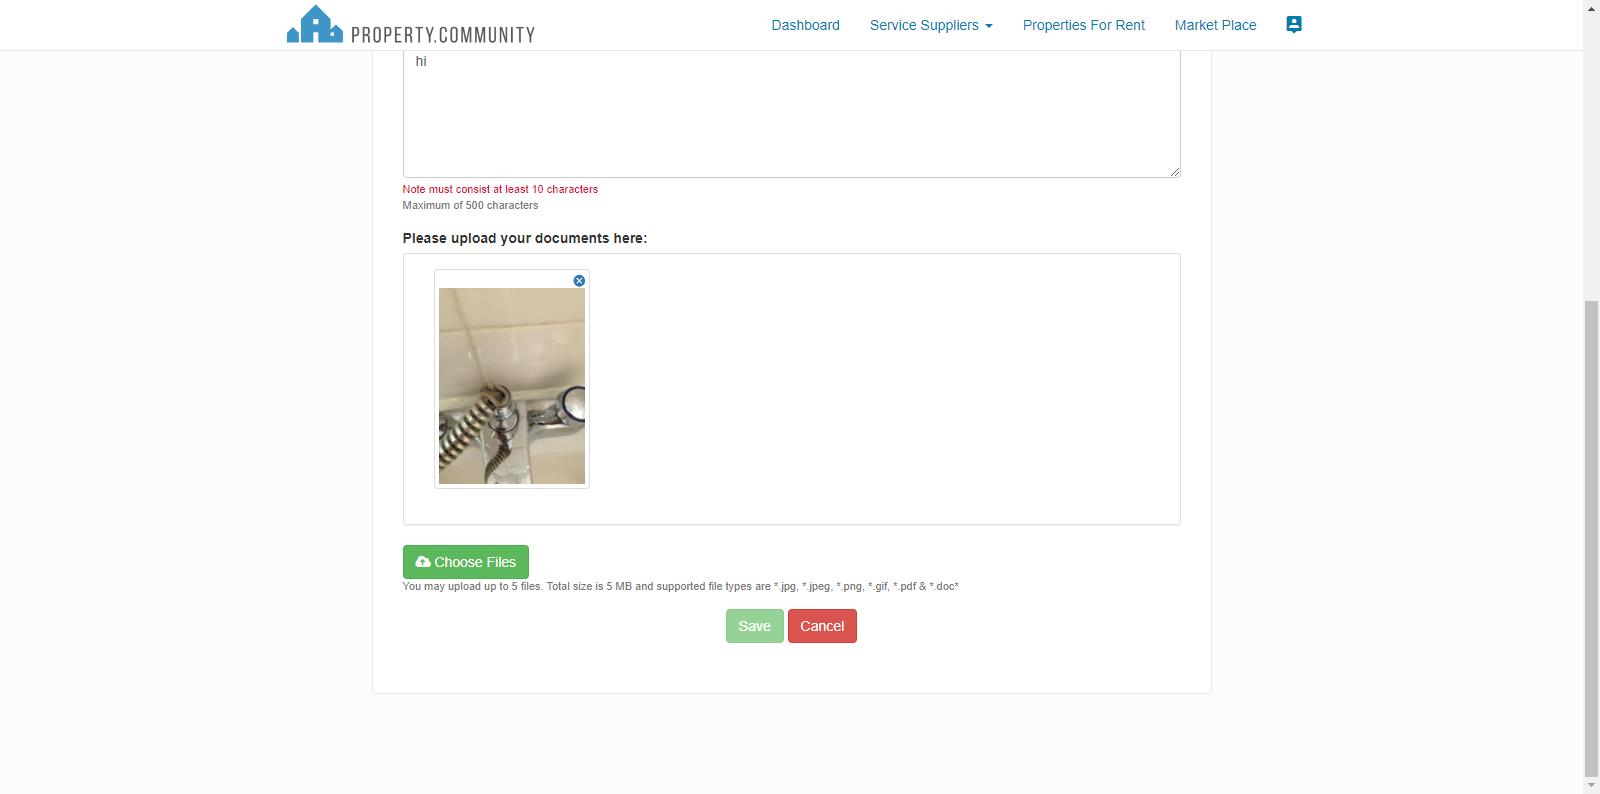 PROPERTY.COMMUNITY
Dashboard
Service Suppliers
Properties For Rent
Market Place
hi
Note must consist at least 10 characters
Maximum of 500 characters
Please upload your documents here:
Choose Files
You may upload up to 5 files. Total size is 5 MB and supported file types are *.jpg, *.jpeg, *.png, *.gif, *.pdf & *.doc*
Save
Cancel